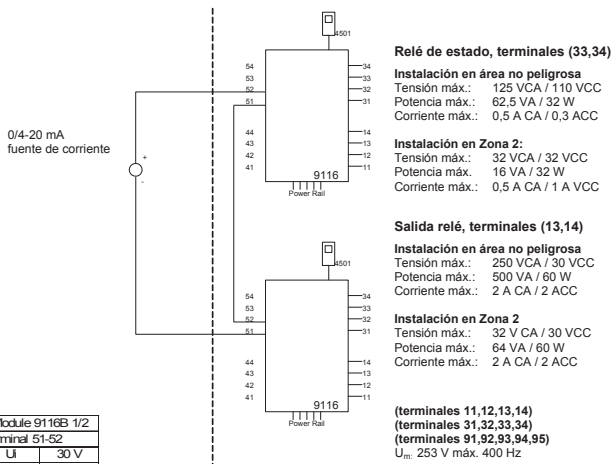 4501
54
53
52
51
44
43
42
41
34
33
32
31
14
13
12
11
9116
Power Rail
0/4-20 mA
fuente de corriente
+
-
4501
54
53
52
51
44
43
42
41
34
33
32
31
14
13
12
11
9116
Power Rail
Relé de estado, terminales (33,34)
Instalación en área no peligrosa
Tensión máx.: 125 VCA / 110 VCC
Potencia máx.: 62,5 VA / 32 W
Corriente máx.: 0,5 A CA / 0,3 ACC
Instalación en Zona 2:
Tensión máx.: 32 VCA / 32 VCC
Potencia máx. 16 VA / 32 W
Corriente máx.: 0,5 A CA / 1 A VCC
Salida relé, terminales (13,14)
Instalación en área no peligrosa
Tensión máx.: 250 VCA / 30 VCC
Potencia máx.: 500 VA / 60 W
Corriente máx.: 2 A CA / 2 ACC
Instalación en Zona 2
Tensión máx.: 32 V CA / 30 VCC
Potencia máx.: 64 VA / 60 W
Corriente máx.: 2 A CA / 2 ACC
(terminales 11,12,13,14)
(terminales 31,32,33,34)
(terminales 91,92,93,94,95)
Um: 253 V máx. 400 Hz
Module 9116B 1/2
51-52
Ui 30 V